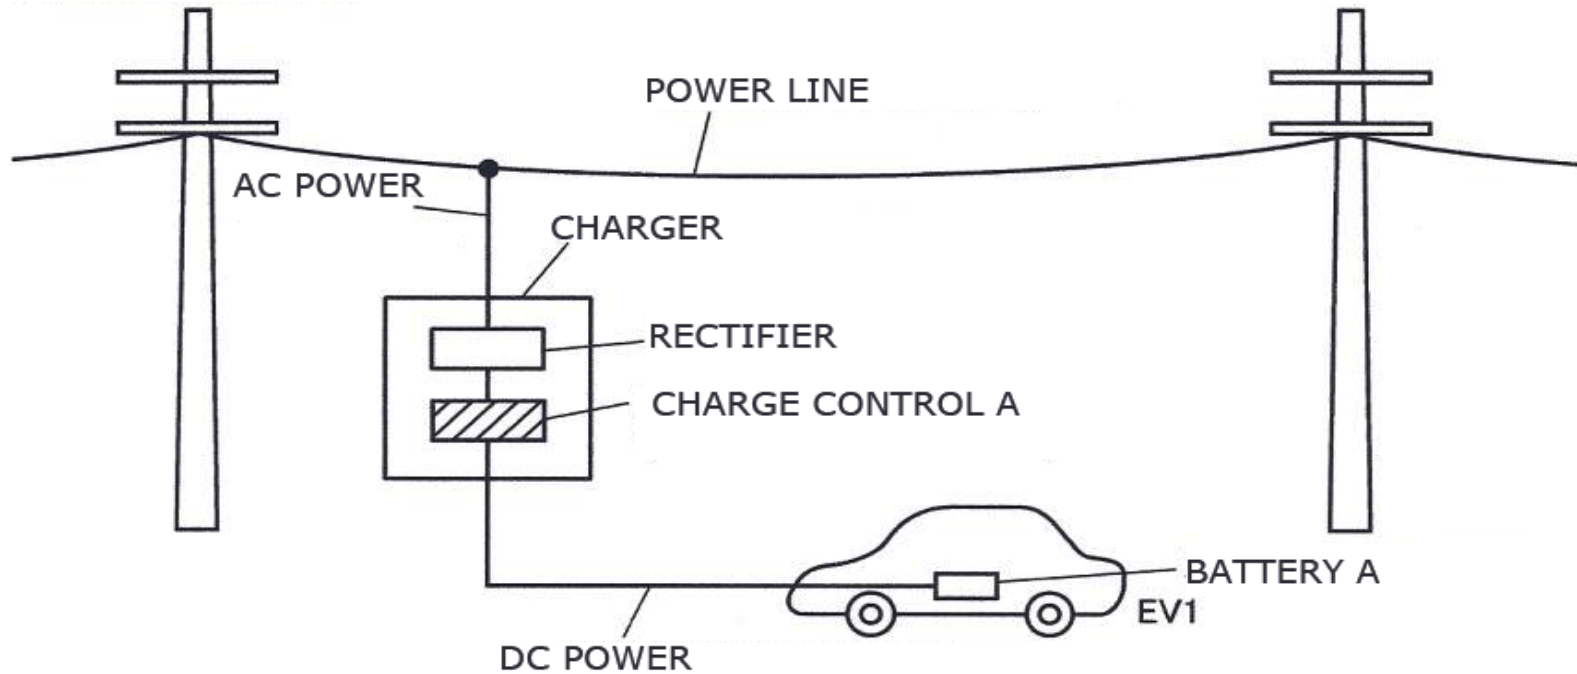 POWER LINE
AC POWER
CHARGER
RECTIFIER
CHARGE CONTROL A
BATTERY A
EV1
DC POWER